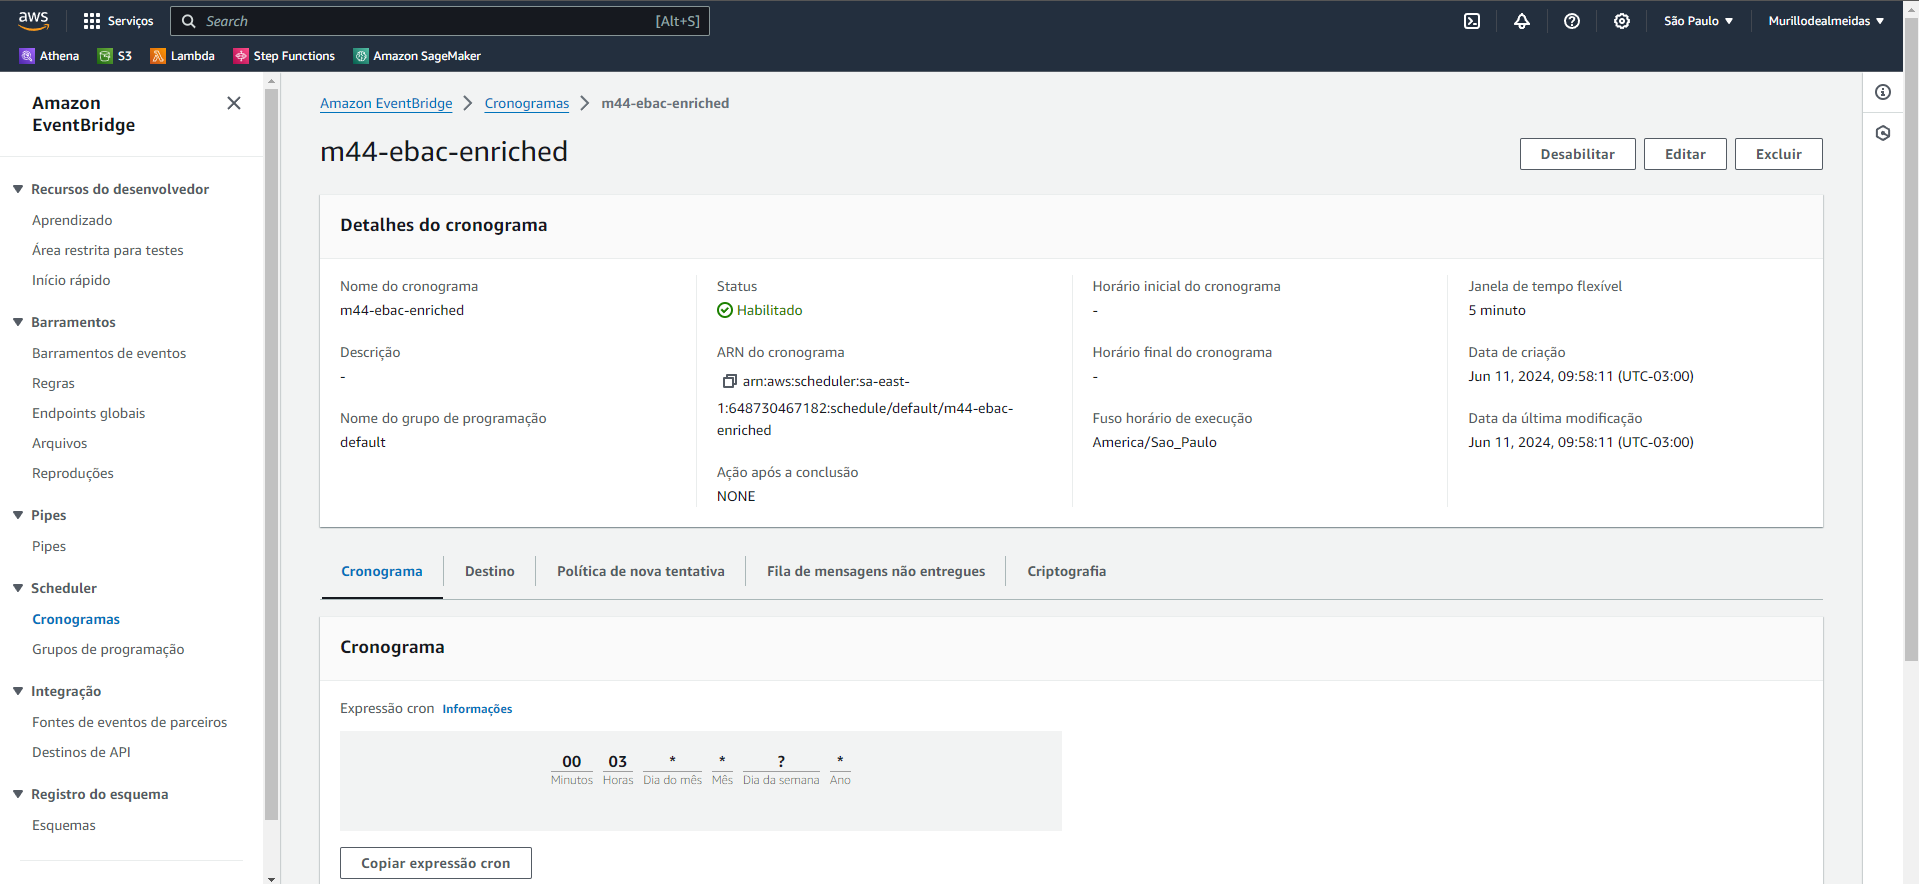 aws
Serviços
Search
[Alt+S]
São Paulo
Murillodealmeidas
Athena
S3
Lambda
Step Functions
Amazon SageMaker
Amazon
EventBridge
Recursos do desenvolvedor
Aprendizado
Área restrita para testes
Início rápido
Barramentos
Barramentos de eventos
Regras
Endpoints globais
Arquivos
Reproduções
Pipes
Pipes
Scheduler
Cronogramas
Grupos de programação
Integração
Fontes de eventos de parceiros
Destinos de API
Registro do esquema
Esquemas
Amazon EventBridge
Cronogramas
m44-ebac-enriched
m44-ebac-enriched
Desabilitar
Editar
Excluir
Detalhes do cronograma
Nome do cronograma
m44-ebac-enriched
Descrição
-
Nome do grupo de programação
default
Status
Habilitado
ARN do cronograma
arn:aws:scheduler:sa-east-
1:648730467182:schedule/default/m44-ebac-
enriched
Ação após a conclusão
NONE
Horário inicial do cronograma
-
Horário final do cronograma
-
Fuso horário de execução
America/Sao_Paulo
Janela de tempo flexível
5 minuto
Data de criação
Jun 11, 2024, 09:58:11 (UTC-03:00)
Data da última modificação
Jun 11, 2024, 09:58:11 (UTC-03:00)
Cronograma
Destino
Política de nova tentativa
Fila de mensagens não entregues
Criptografia
Cronograma
Expressão cron Informações
00 03 * * ? *
Minutos Horas Dia do mês Mês Dia da semana Ano
Copiar expressão cron